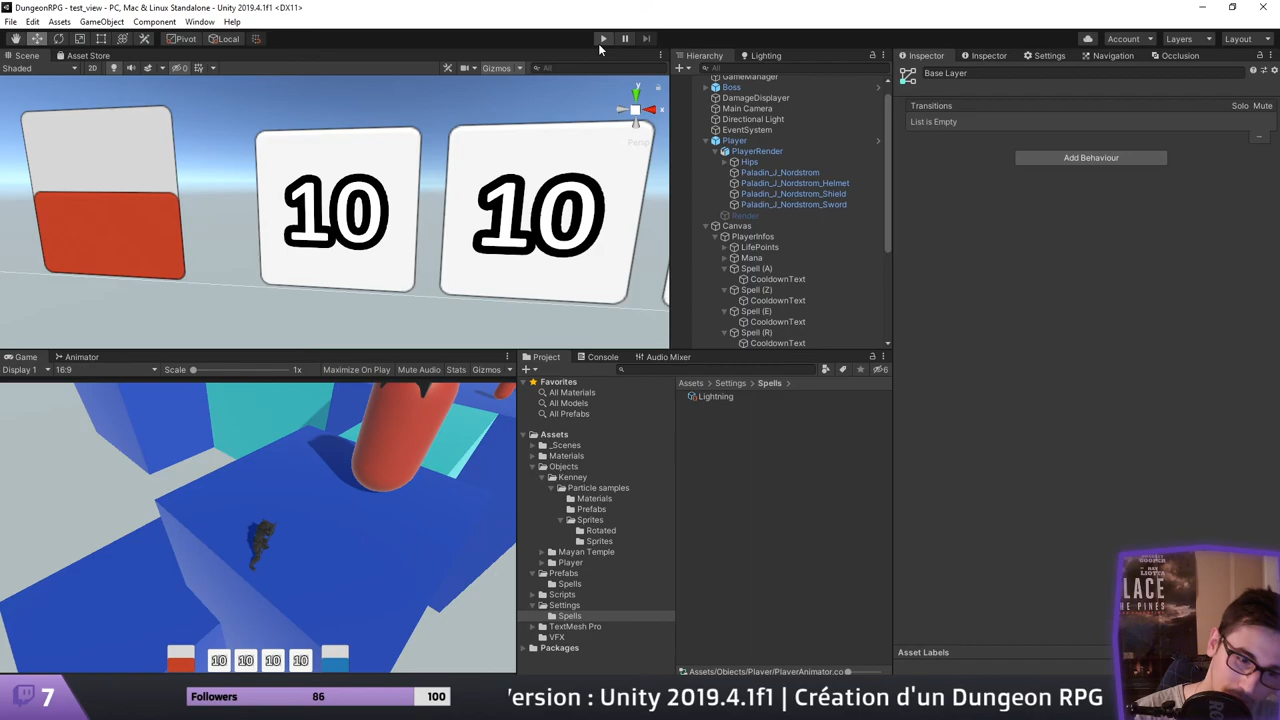 DungeonRPG - test_view - PC, Mac & Linux Standalone - Unity 2019.4.1f1 <DX11>
File Edit Assets GameObject Component Window Help
Pivot Local Account Layers Layout
Scene Asset Store
Shaded 2D 0 Gizmos All
y
x
Persp
10
10
Game Animator
Display 1 16:9 Scale 1x Maximize On Play Mute Audio Stats Gizmos
10 10 10 10
Hierarchy Lighting
All
GameManager
Boss
DamageDisplayer
Main Camera
Directional Light
EventSystem
Player
PlayerRender
Hips
Paladin_J_Nordstrom
Paladin_J_Nordstrom_Helmet
Paladin_J_Nordstrom_Shield
Paladin_J_Nordstrom_Sword
Render
Canvas
PlayerInfos
LifePoints
Mana
Spell (A)
CooldownText
Spell (Z)
CooldownText
Spell (E)
CooldownText
Spell (R)
CooldownText
Project Console Audio Mixer
6
Favorites
All Materials
All Models
All Prefabs
Assets
_Scenes
Materials
Objects
Kenney
Particle samples
Materials
Prefabs
Sprites
Rotated
Sprites
Mayan Temple
Player
Prefabs
Spells
Scripts
Settings
Spells
TextMesh Pro
VFX
Packages
Assets > Settings > Spells >
Lightning
Assets/Objects/Player/PlayerAnimator.co
Inspector Inspector Settings Navigation Occlusion
Base Layer
Transitions Solo Mute
List is Empty
Add Behaviour
Asset Labels
LACE
HE PINES
7
Followers 86 100
Version : Unity 2019.4.1f1 | Création d'un Dungeon RPG